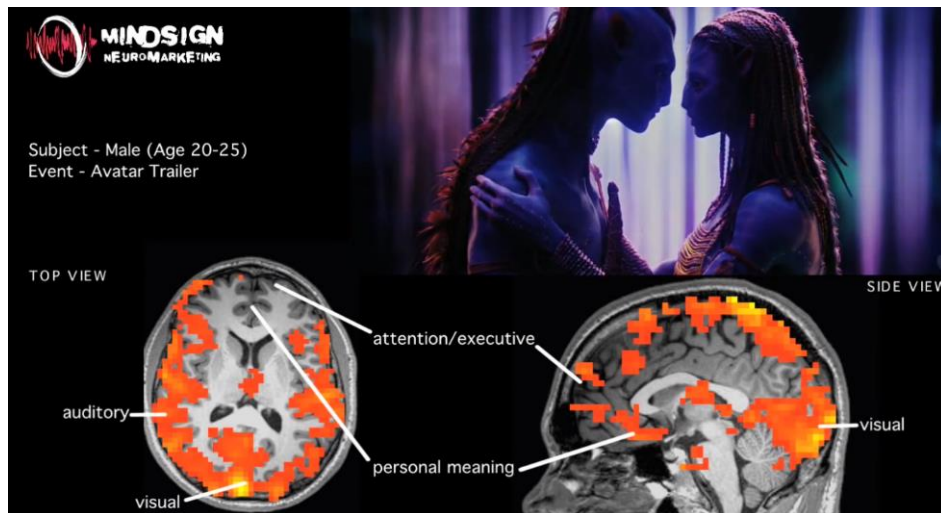 MINDSIGN
NEUROMARKETING
Subject - Male (Age 20-25)
Event - Avatar Trailer
TOP VIEW
SIDE VIEW
attention/executive
auditory
visual
personal meaning
visual